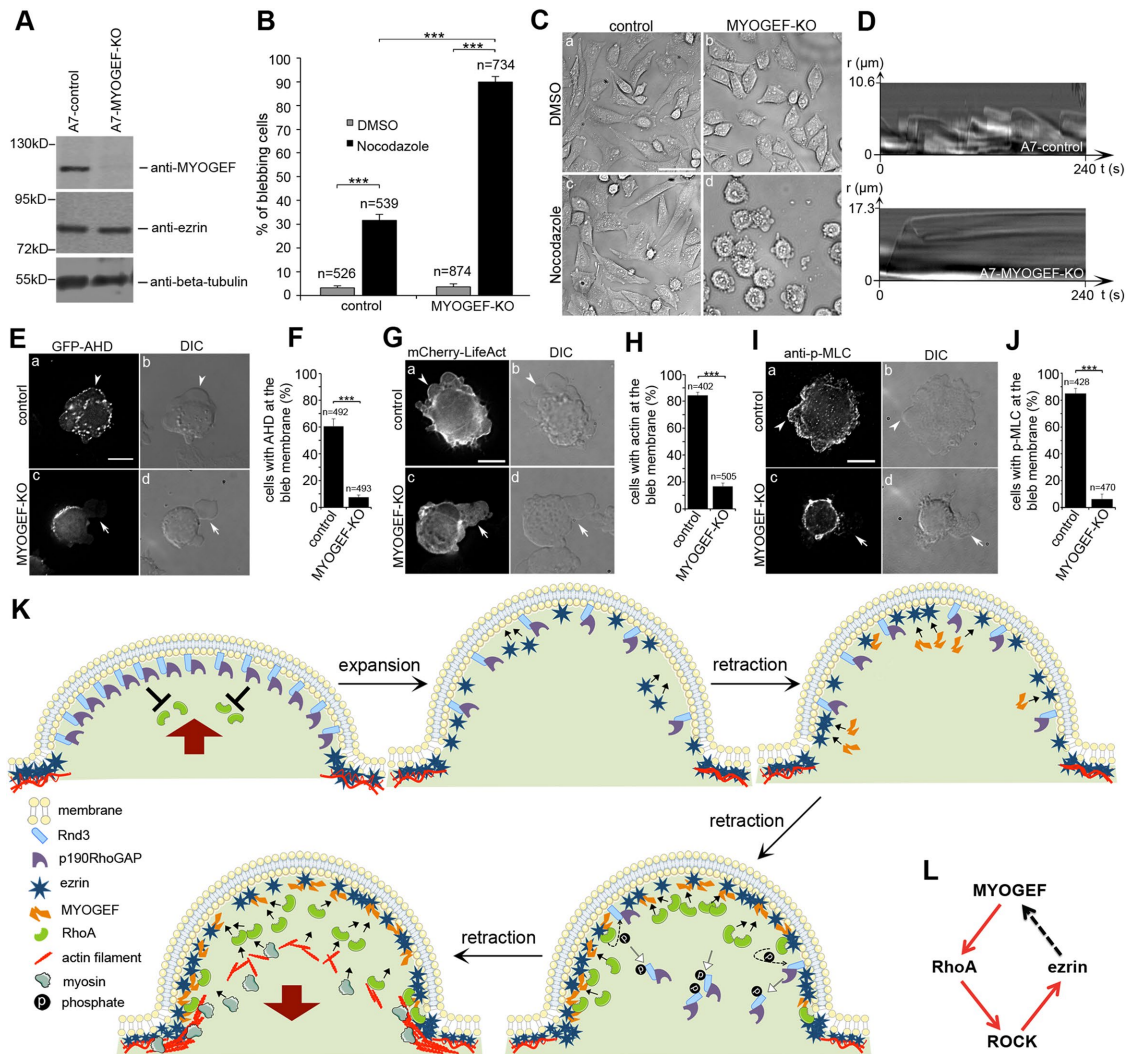 A
A7-control
A7-MYOGEF-KO
130kD
anti-MYOGEF
95kD
anti-ezrin
72kD
55kD
anti-beta-tubulin
B
% of blebbing cells
100
90
80
70
60
50
40
30
20
10
0
DMSO
Nocodazole
***
***
***
n=526
n=539
n=874
n=734
control
MYOGEF-KO
C
control
MYOGEF-KO
DMSO
Nocodazole
a
b
c
d
D
r (µm)
10.6
0
A7-control
240 t (s)
r (µm)
17.3
0
A7-MYOGEF-KO
0
240 t (s)
E
GFP-AHD
DIC
control
MYOGEF-KO
a
b
c
d
F
cells with AHD at the
bleb membrane (%)
100
80
60
40
20
0
***
n=492
n=493
control
MYOGEF-KO
G
mCherry-LifeAct
DIC
control
MYOGEF-KO
a
b
c
d
H
cells with actin at the
bleb membrane (%)
100
80
60
40
20
0
***
n=402
n=505
control
MYOGEF-KO
I
anti-p-MLC
DIC
control
MYOGEF-KO
a
b
c
d
J
cells with p-MLC at the
bleb membrane (%)
100
80
60
40
20
0
***
n=428
n=470
control
MYOGEF-KO
K
expansion
retraction
retraction
retraction
membrane
Rnd3
p190RhoGAP
ezrin
MYOGEF
RhoA
actin filament
myosin
p phosphate
p
p
p
p
p
p
L
MYOGEF
RhoA
ezrin
ROCK